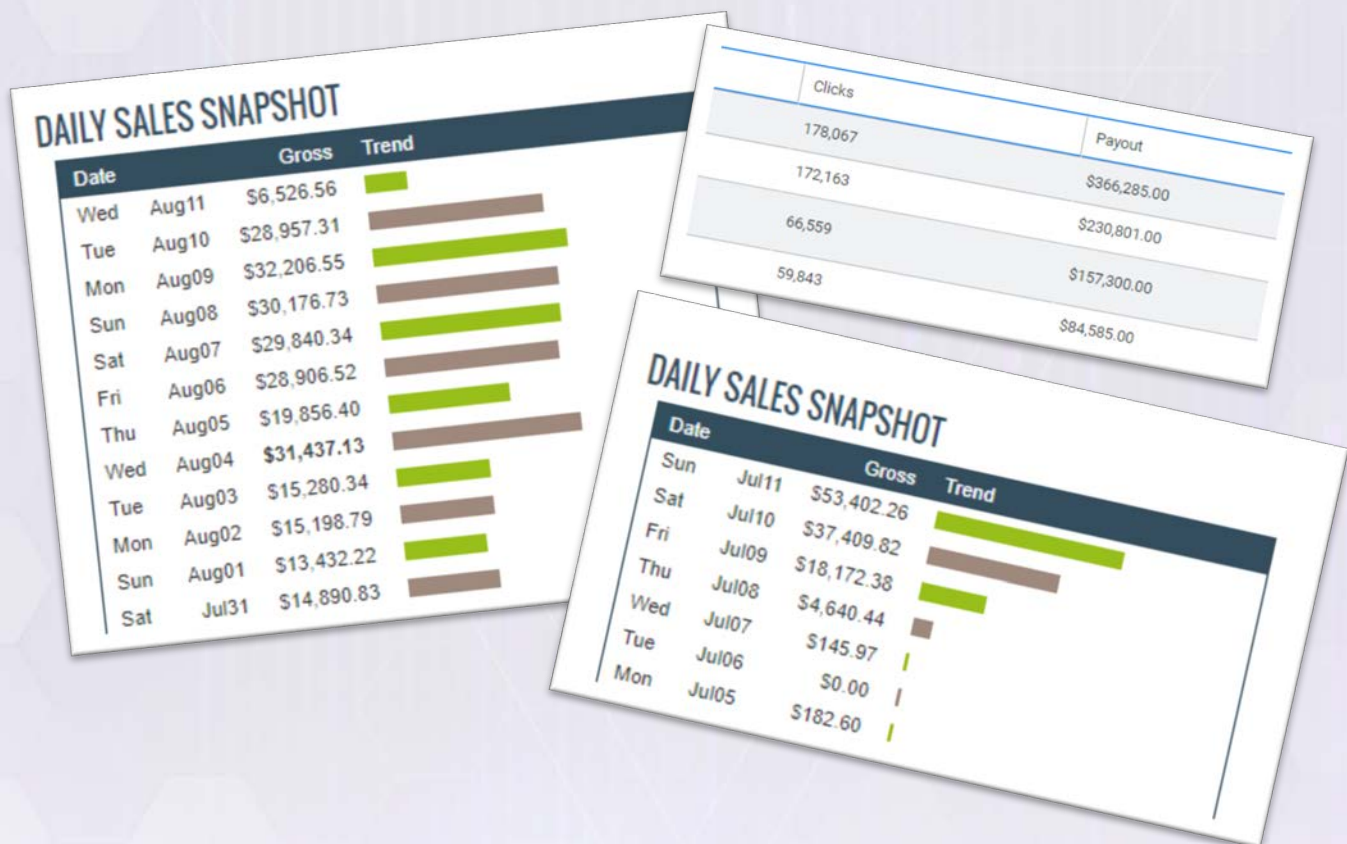 DAILY SALES SNAPSHOT
Date Gross Trend
Wed Aug11 $6,526.56
Tue Aug10 $28,957.31
Mon Aug09 $32,206.55
Sun Aug08 $30,176.73
Sat Aug07 $29,840.34
Fri Aug06 $28,906.52
Thu Aug05 $19,856.40
Wed Aug04 $31,437.13
Tue Aug03 $15,280.34
Mon Aug02 $15,198.79
Sun Aug01 $13,432.22
Sat Jul31 $14,890.83
Clicks Payout
178,067 $366,285.00
172,163 $230,801.00
66,559 $157,300.00
59,843 $84,585.00
DAILY SALES SNAPSHOT
Date Gross Trend
Sun Jul11 $53,402.26
Sat Jul10 $37,409.82
Fri Jul09 $18,172.38
Thu Jul08 $4,640.44
Wed Jul07 $145.97
Tue Jul06 $0.00
Mon Jul05 $182.60